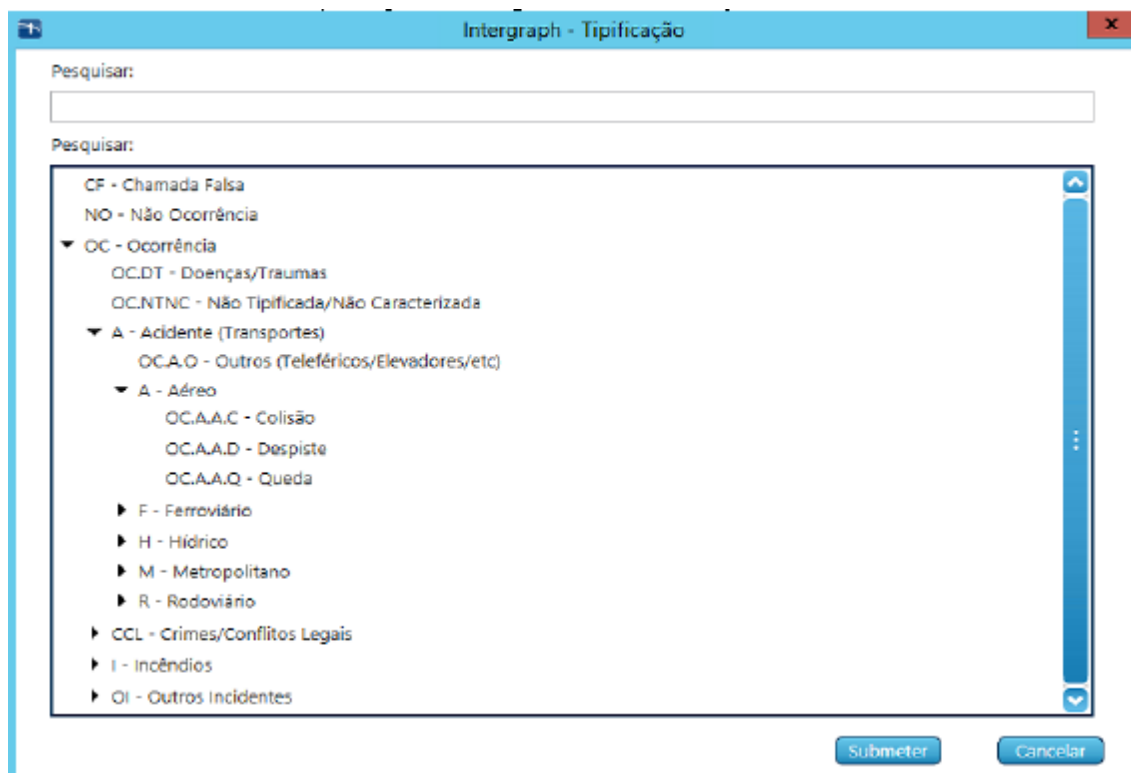 Intergraph - Tipificação
Pesquisar:
Pesquisar:
CF - Chamada Falsa
NO - Não Ocorrência
OC - Ocorrência
OC.DT - Doenças/Traumas
OC.NTNC - Não Tipificada/Não Caracterizada
A - Acidente (Transportes)
OC.A.O - Outros (Teleféricos/Elevadores/etc)
A - Aéreo
OC.A.A.C - Colisão
OC.A.A.D - Despiste
OC.A.A.Q - Queda
F - Ferroviário
H - Hídrico
M - Metropolitano
R - Rodoviário
CCL - Crimes/Conflitos Legais
I - Incêndios
OI - Outros Incidentes
Submeter Cancelar